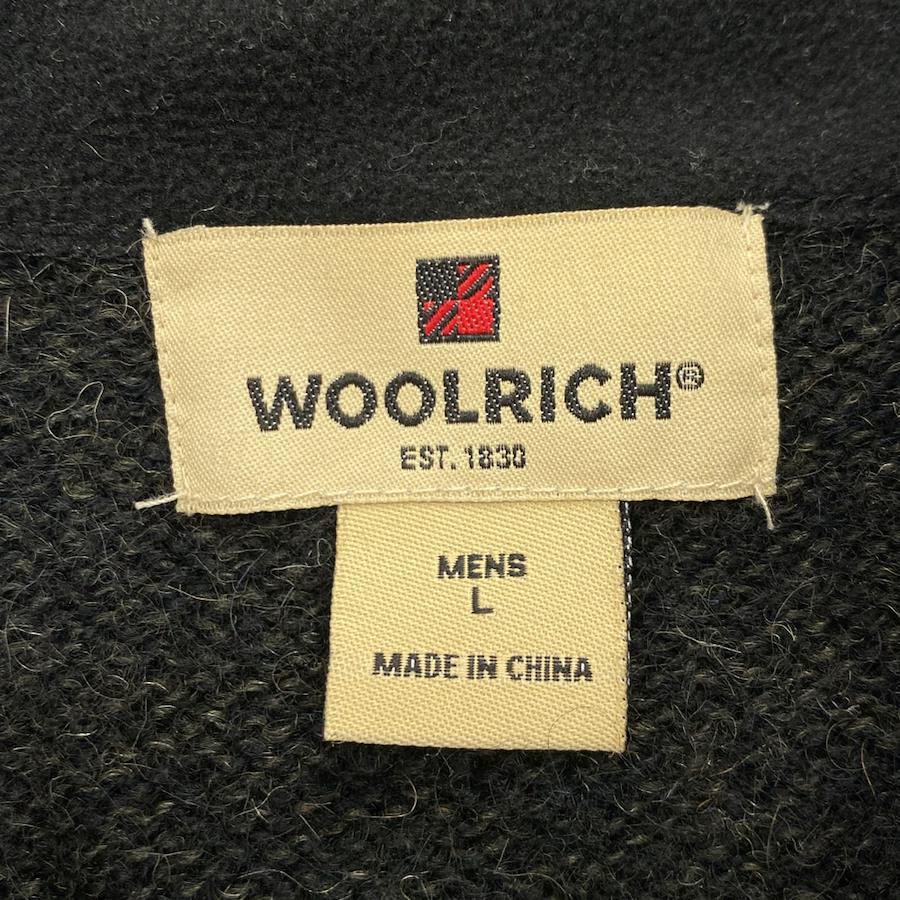 WOOLRICH®
EST. 1830
MENS
L
MADE IN CHINA